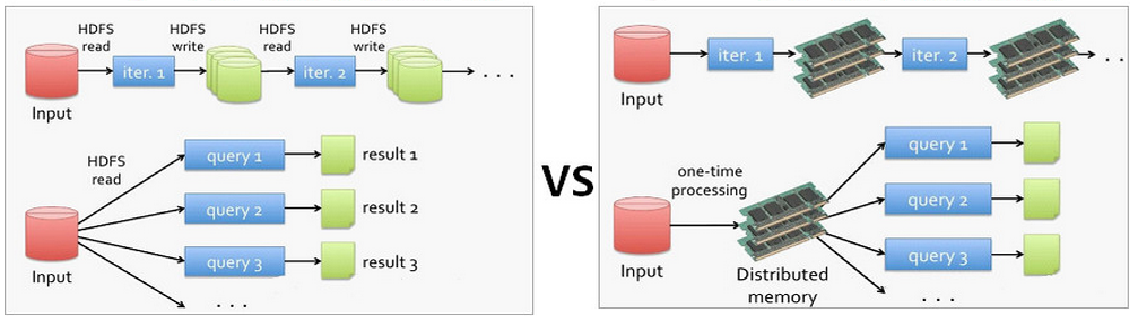 HDFS read
HDFS write
HDFS read
HDFS write
iter. 1
iter. 2
. . .
Input
HDFS read
query 1
result 1
query 2
result 2
query 3
result 3
Input
. . .
VS
iter. 1
iter. 2
. .
Input
one-time
processing
query 1
query 2
query 3
Input
Distributed
memory
. . .